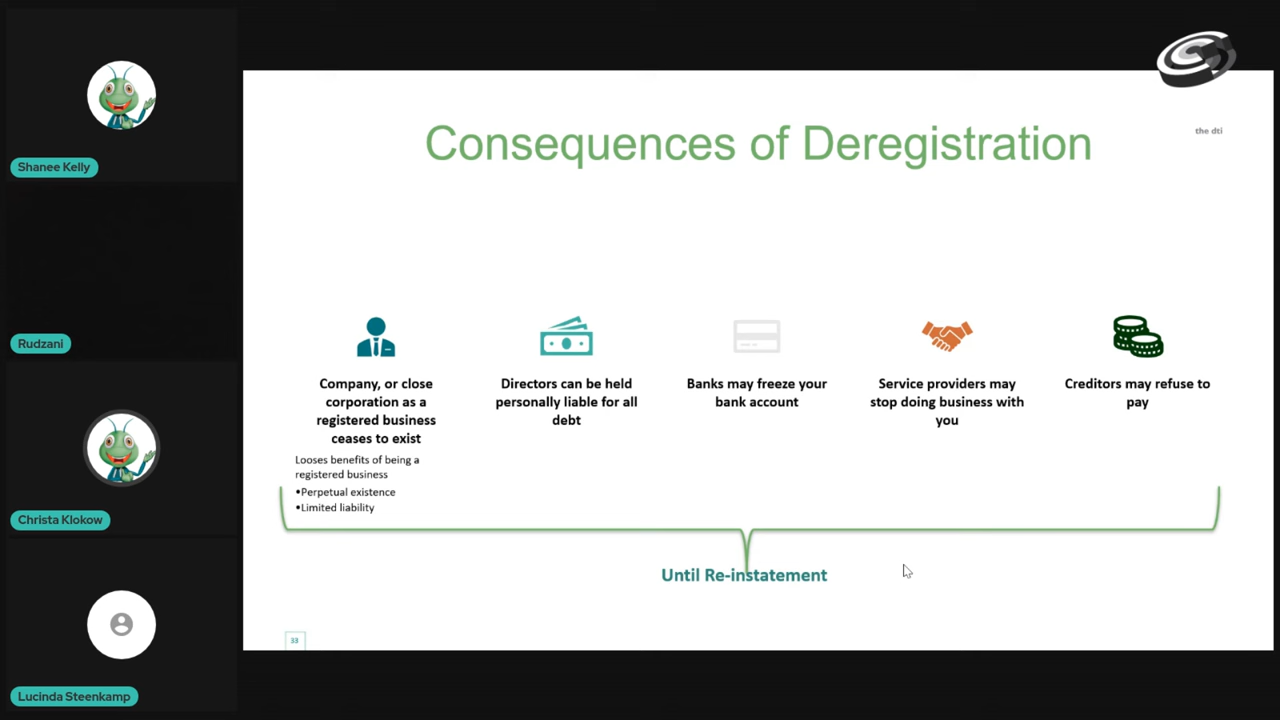 Shanee Kelly
Rudzani
Christa Klokow
Lucinda Steenkamp
the dti
Consequences of Deregistration
Company, or close
corporation as a
registered business
ceases to exist
Looses benefits of being a
registered business
•Perpetual existence
•Limited liability
Directors can be held
personally liable for all
debt
Banks may freeze your
bank account
Service providers may
stop doing business with
you
Creditors may refuse to
pay
Until Re-instatement
33